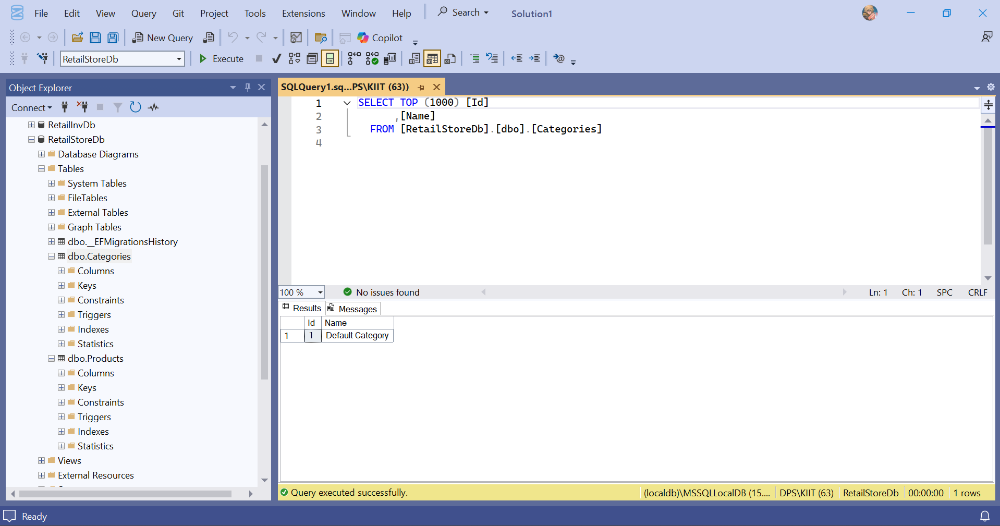 File Edit View Query Git Project Tools Extensions Window Help Search Solution1
New Query Copilot
RetailStoreDb Execute
Object Explorer
Connect
RetailInvDb
RetailStoreDb
Database Diagrams
Tables
System Tables
FileTables
External Tables
Graph Tables
dbo.__EFMigrationsHistory
dbo.Categories
Columns
Keys
Constraints
Triggers
Indexes
Statistics
dbo.Products
Columns
Keys
Constraints
Triggers
Indexes
Statistics
Views
External Resources
SQLQuery1.sq...PS\KIIT (63))
1 SELECT TOP (1000) [Id]
2 ,[Name]
3 FROM [RetailStoreDb].[dbo].[Categories]
4
100 % No issues found Ln: 1 Ch: 1 SPC CRLF
Results Messages
Id Name
1 1 Default Category
Query executed successfully. (localdb)\MSSQLLocalDB (15.... DPS\KIIT (63) RetailStoreDb 00:00:00 1 rows
Ready